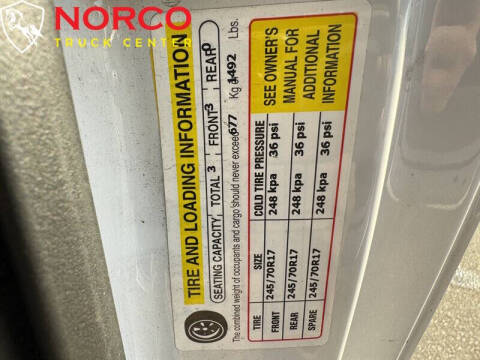 NORCO
TRUCK CENTER
TIRE AND LOADING INFORMATION
SEATING CAPACITY TOTAL 3 FRONT 3 REAR 0
The combined weight of occupants and cargo should never exceed 677 Kg or 1492 Lbs.
TIRE SIZE COLD TIRE PRESSURE
FRONT 245/70R17 248 kpa 36 psi
REAR 245/70R17 248 kpa 36 psi
SPARE 245/70R17 248 kpa 36 psi
SEE OWNER'S
MANUAL FOR
ADDITIONAL
INFORMATION